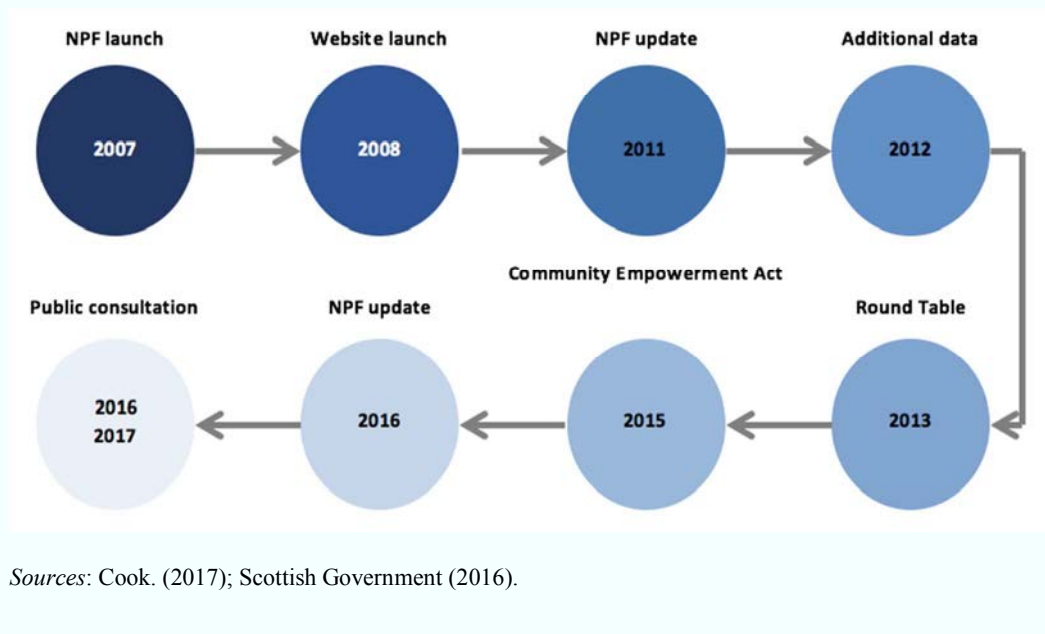 NPF launch
Website launch
NPF update
Additional data
2007
2008
2011
2012
Community Empowerment Act
Public consultation
NPF update
Round Table
2016
2017
2016
2015
2013
Sources: Cook. (2017); Scottish Government (2016).